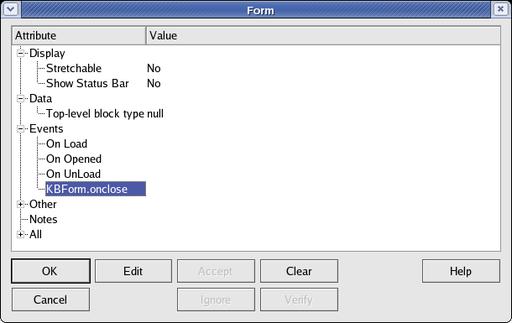 Form
Attribute Value
Display
Stretchable No
Show Status Bar No
Data
Top-level block type null
Events
On Load
On Opened
On UnLoad
KBForm.onclose
Other
Notes
All
OK Edit Accept Clear Help
Cancel Ignore Verify